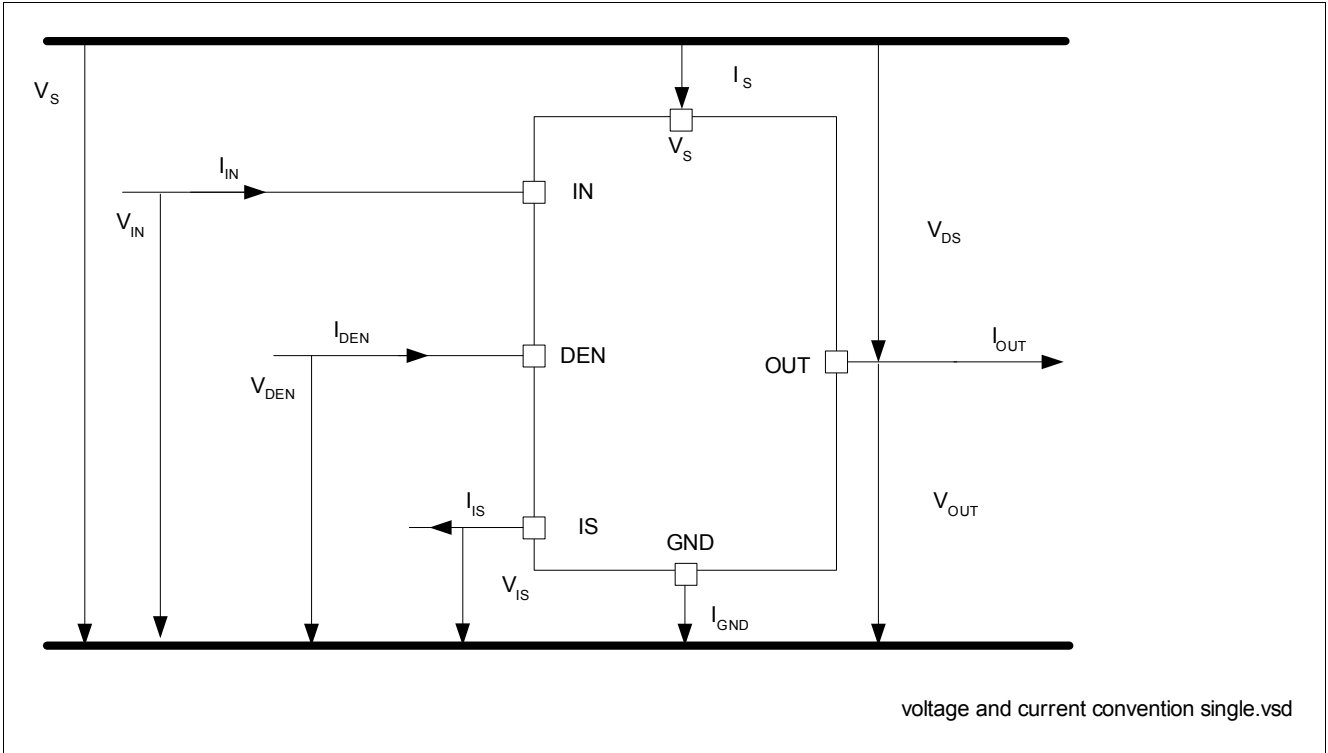 V_S
I_S
V_S
I_IN
IN
V_IN
V_DS
I_DEN
DEN
I_OUT
OUT
V_DEN
I_IS
IS
V_OUT
GND
V_IS
I_GND
voltage and current convention single.vsd